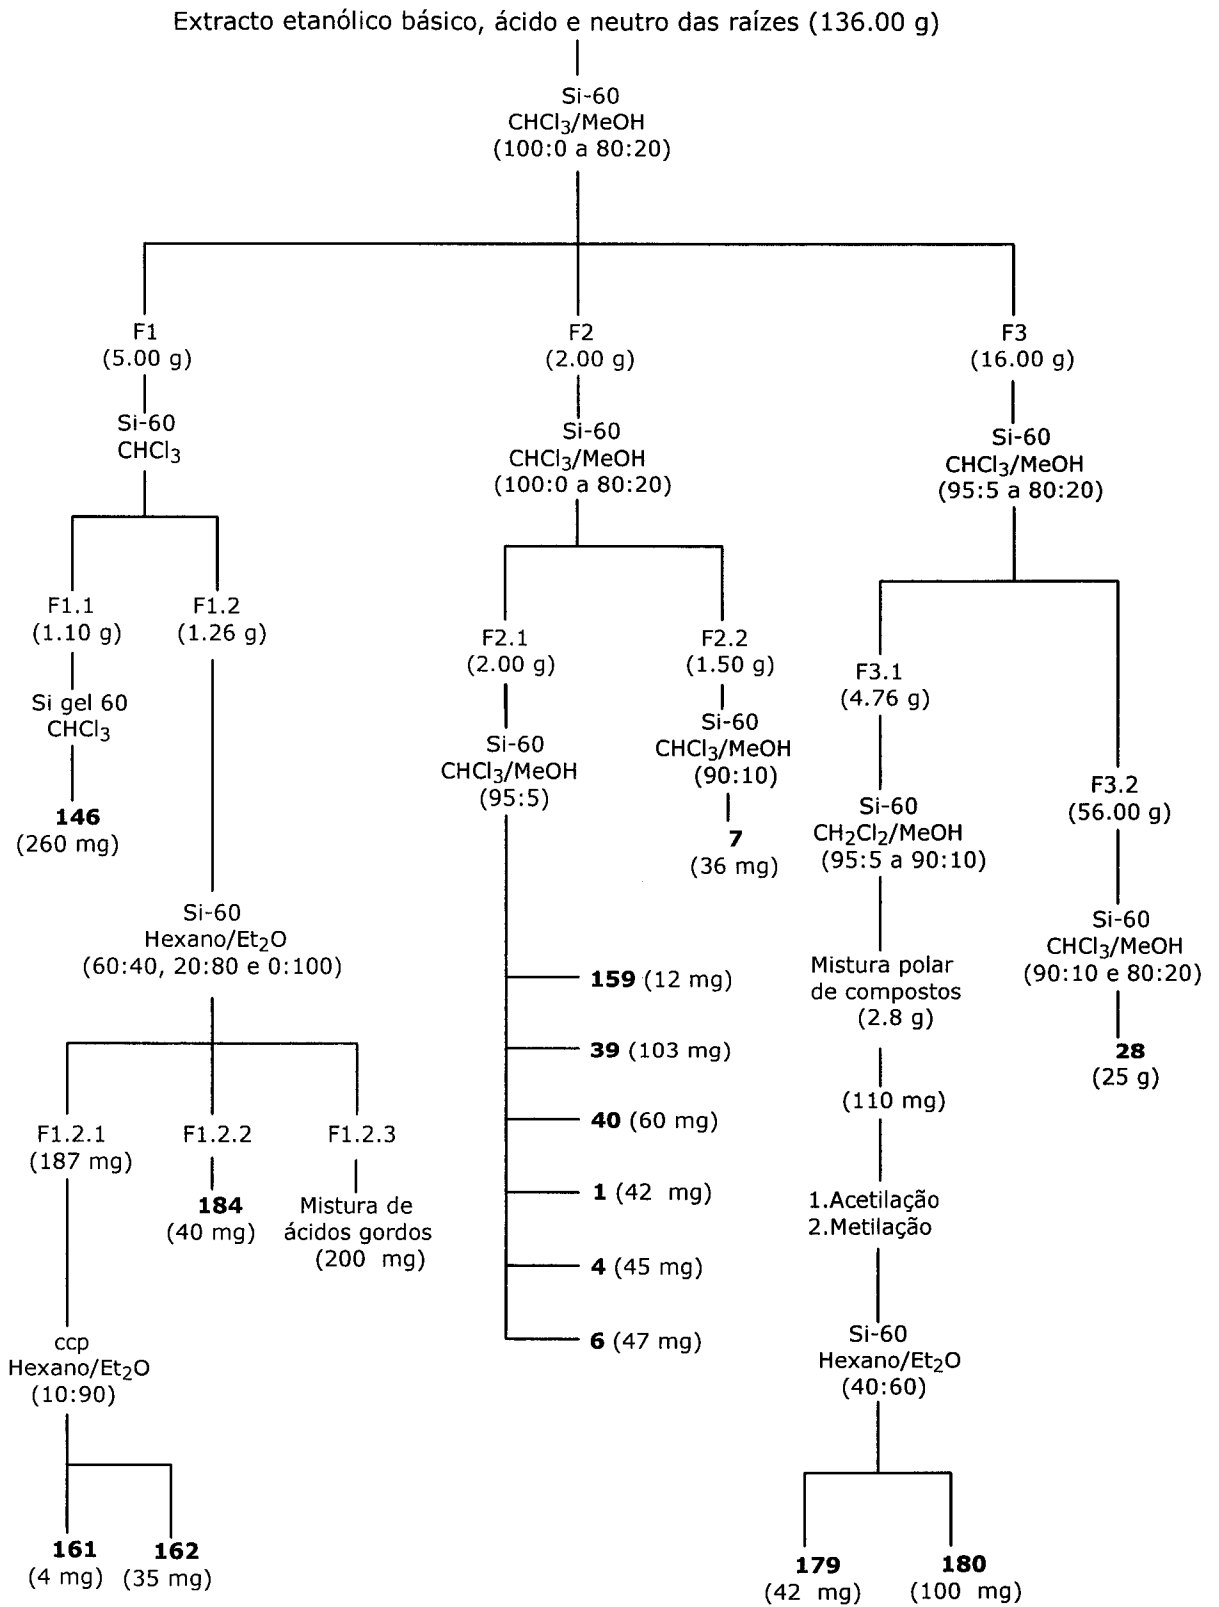 Extracto etanólico básico, ácido e neutro das raízes (136.00 g)
Si-60
CHCl3/MeOH
(100:0 a 80:20)
F1
(5.00 g)
Si-60
CHCl3
F1.1
(1.10 g)
Si gel 60
CHCl3
146
(260 mg)
F1.2
(1.26 g)
Si-60
Hexano/Et2O
(60:40, 20:80 e 0:100)
F1.2.1
(187 mg)
ccp
Hexano/Et2O
(10:90)
161
(4 mg)
162
(35 mg)
F1.2.2
184
(40 mg)
F1.2.3
Mistura de
ácidos gordos
(200 mg)
F2
(2.00 g)
Si-60
CHCl3/MeOH
(100:0 a 80:20)
F2.1
(2.00 g)
Si-60
CHCl3/MeOH
(95:5)
159 (12 mg)
39 (103 mg)
40 (60 mg)
1 (42 mg)
4 (45 mg)
6 (47 mg)
F2.2
(1.50 g)
Si-60
CHCl3/MeOH
(90:10)
7
(36 mg)
F3
(16.00 g)
Si-60
CHCl3/MeOH
(95:5 a 80:20)
F3.1
(4.76 g)
Si-60
CH2Cl2/MeOH
(95:5 a 90:10)
Mistura polar
de compostos
(2.8 g)
(110 mg)
1.Acetilação
2.Metilação
Si-60
Hexano/Et2O
(40:60)
179
(42 mg)
180
(100 mg)
F3.2
(56.00 g)
Si-60
CHCl3/MeOH
(90:10 e 80:20)
28
(25 g)